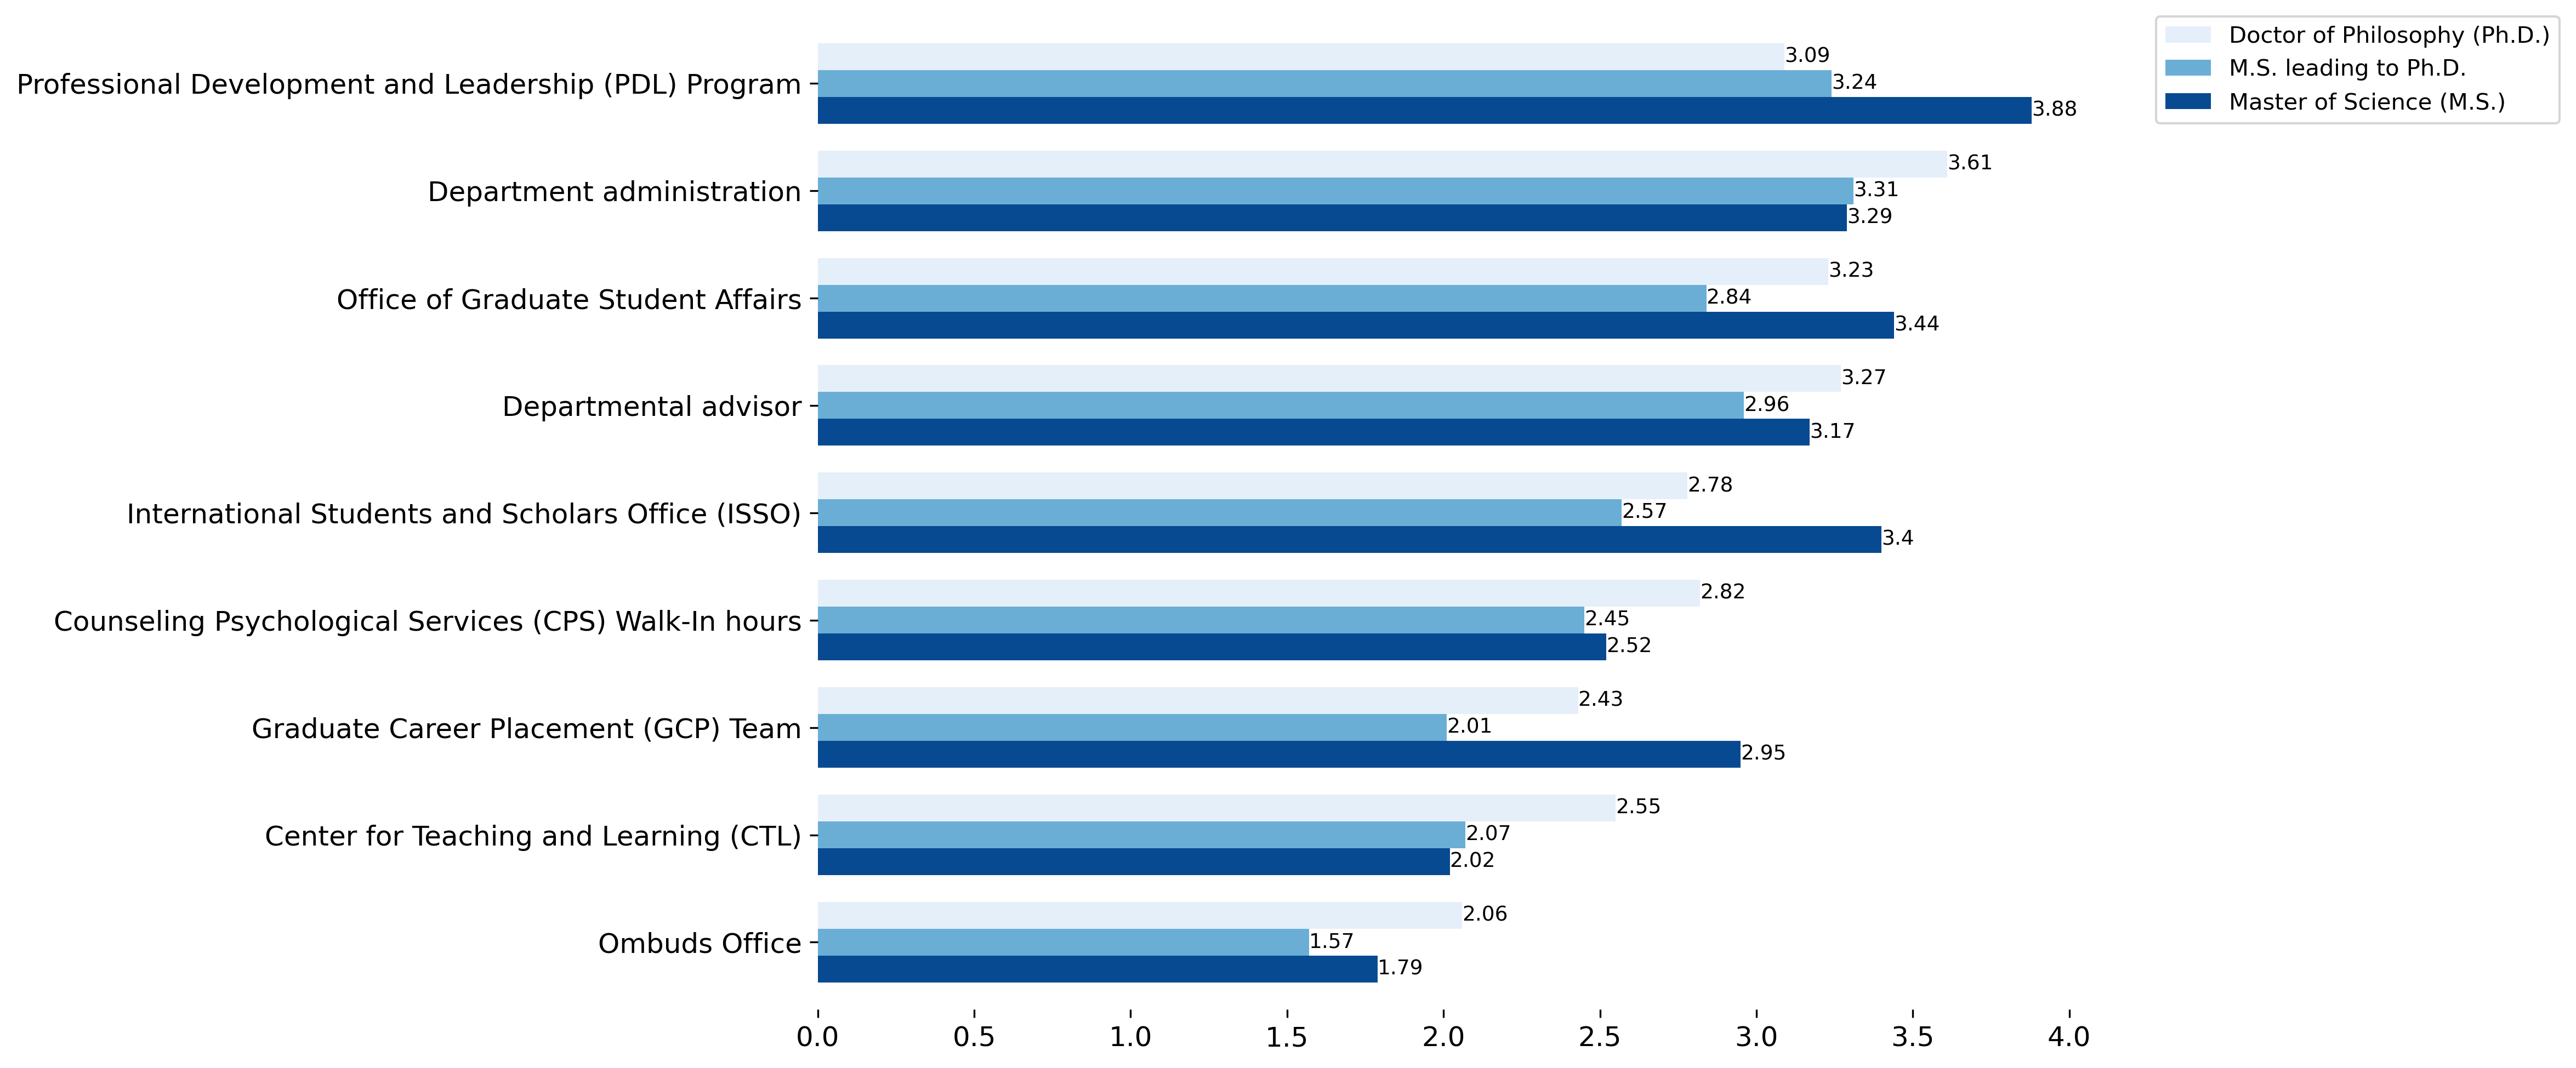 Doctor of Philosophy (Ph.D.)
M.S. leading to Ph.D.
Master of Science (M.S.)
Professional Development and Leadership (PDL) Program
3.09
3.24
3.88
Department administration
3.61
3.31
3.29
Office of Graduate Student Affairs
3.23
2.84
3.44
Departmental advisor
3.27
2.96
3.17
International Students and Scholars Office (ISSO)
2.78
2.57
3.4
Counseling Psychological Services (CPS) Walk-In hours
2.82
2.45
2.52
Graduate Career Placement (GCP) Team
2.43
2.01
2.95
Center for Teaching and Learning (CTL)
2.55
2.07
2.02
Ombuds Office
2.06
1.57
1.79
0.0 0.5 1.0 1.5 2.0 2.5 3.0 3.5 4.0